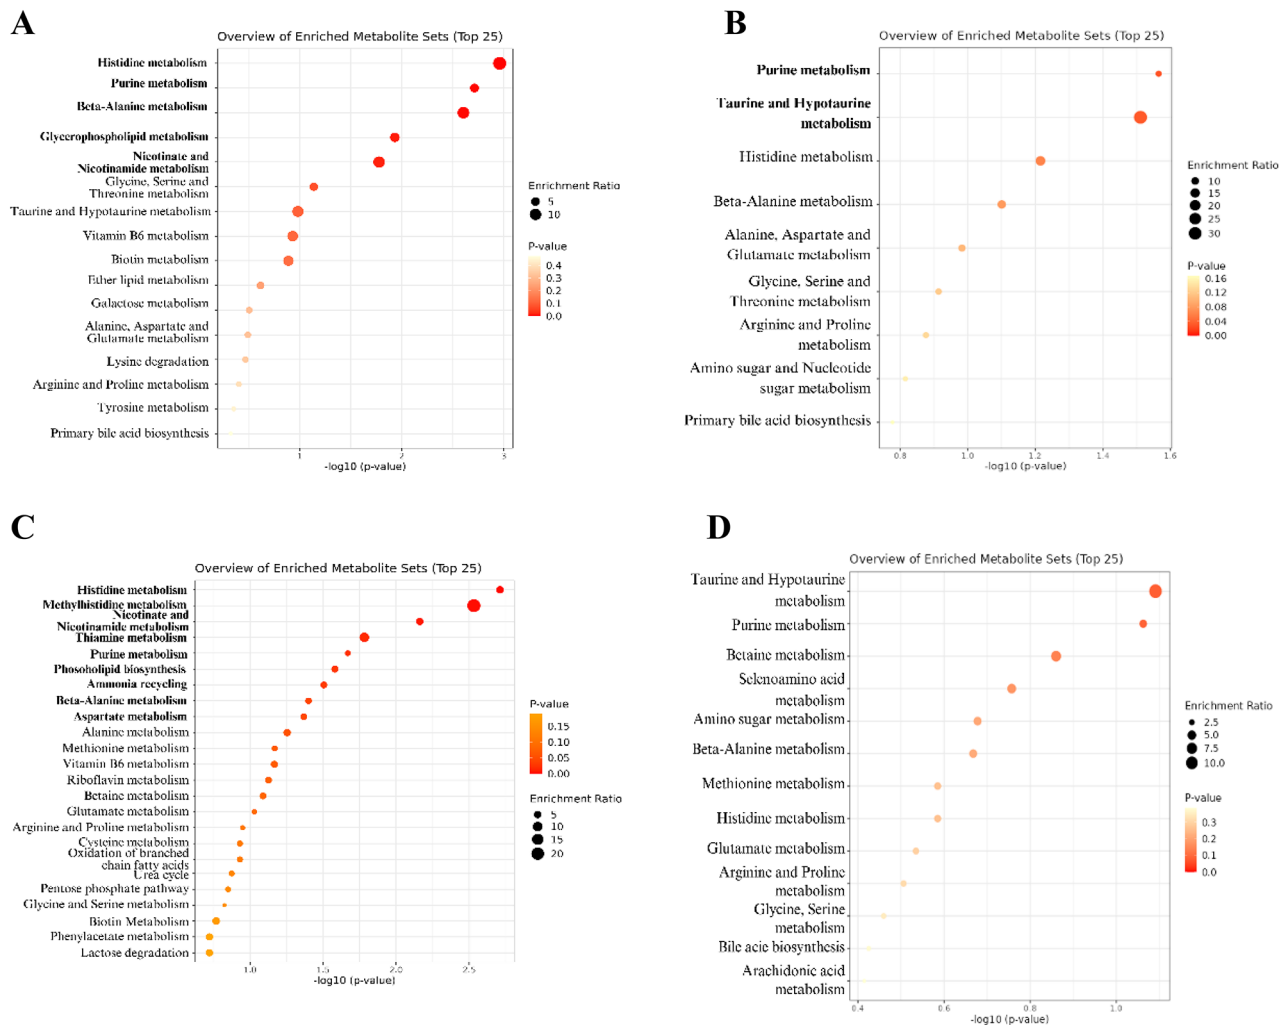 A
Overview of Enriched Metabolite Sets (Top 25)
Histidine metabolism
Purine metabolism
Beta-Alanine metabolism
Glycerophospholipid metabolism
Nicotinate and
Nicotinamide metabolism
Glycine, Serine and
Threonine metabolism
Taurine and Hypotaurine metabolism
Vitamin B6 metabolism
Biotin metabolism
Ether lipid metabolism
Galactose metabolism
Alanine, Aspartate and
Glutamate metabolism
Lysine degradation
Arginine and Proline metabolism
Tyrosine metabolism
Primary bile acid biosynthesis
1 2 3
-log10 (p-value)
Enrichment Ratio
5
10
P-value
0.4
0.3
0.2
0.1
0.0
B
Overview of Enriched Metabolite Sets (Top 25)
Purine metabolism
Taurine and Hypotaurine
metabolism
Histidine metabolism
Beta-Alanine metabolism
Alanine, Aspartate and
Glutamate metabolism
Glycine, Serine and
Threonine metabolism
Arginine and Proline
metabolism
Amino sugar and Nucleotide
sugar metabolism
Primary bile acid biosynthesis
0.8 1.0 1.2 1.4 1.6
-log10 (p-value)
Enrichment Ratio
10
15
20
25
30
P-value
0.16
0.12
0.08
0.04
0.00
C
Overview of Enriched Metabolite Sets (Top 25)
Histidine metabolism
Methylhistidine metabolism
Nicotinate and
Nicotinamide metabolism
Thiamine metabolism
Purine metabolism
Phosoholipid biosynthesis
Ammonia recycling
Beta-Alanine metabolism
Aspartate metabolism
Alanine metabolism
Methionine metabolism
Vitamin B6 metabolism
Riboflavin metabolism
Betaine metabolism
Glutamate metabolism
Arginine and Proline metabolism
Cysteine metabolism
Oxidation of branched
chain fatty acids
Urea cycle
Pentose phosphate pathway
Glycine and Serine metabolism
Biotin Metabolism
Phenylacetate metabolism
Lactose degradation
1.0 1.5 2.0 2.5
-log10 (p-value)
P-value
0.15
0.10
0.05
0.00
Enrichment Ratio
5
10
15
20
D
Overview of Enriched Metabolite Sets (Top 25)
Taurine and Hypotaurine
metabolism
Purine metabolism
Betaine metabolism
Selenoamino acid
metabolism
Amino sugar metabolism
Beta-Alanine metabolism
Methionine metabolism
Histidine metabolism
Glutamate metabolism
Arginine and Proline
metabolism
Glycine, Serine
metabolism
Bile acie biosynthesis
Arachidonic acid
metabolism
0.4 0.6 0.8 1.0
-log10 (p-value)
Enrichment Ratio
2.5
5.0
7.5
10.0
P-value
0.3
0.2
0.1
0.0